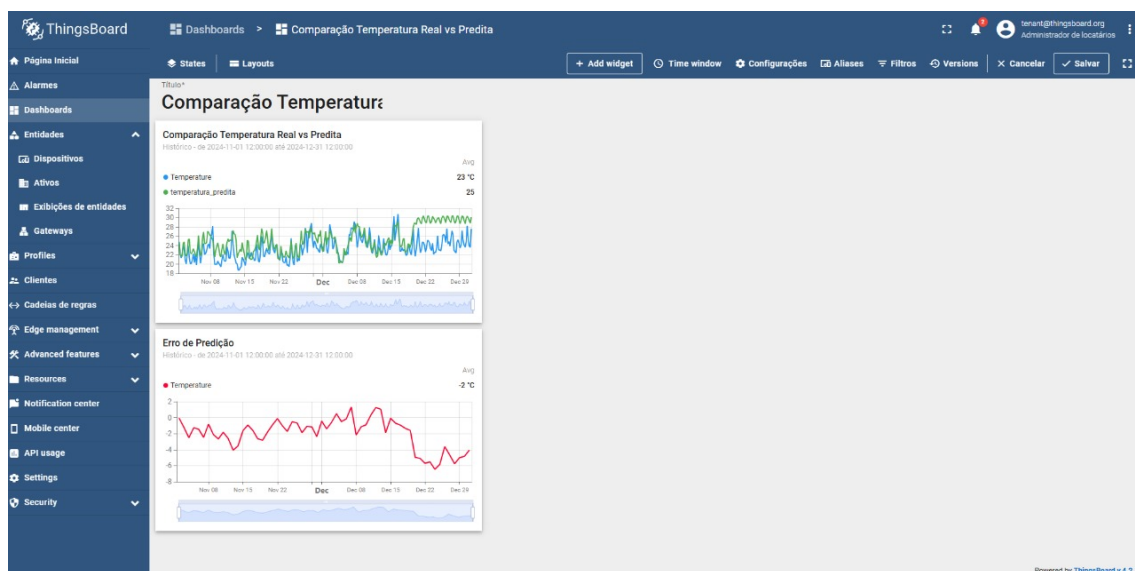 ThingsBoard
Dashboards > Comparação Temperatura Real vs Predita
2
tenant@thingsboard.org
Administrador de locatários
Página Inicial
Alarmes
Dashboards
Entidades
Dispositivos
Ativos
Exibições de entidades
Gateways
Profiles
Clientes
Cadeias de regras
Edge management
Advanced features
Resources
Notification center
Mobile center
API usage
Settings
Security
States Layouts + Add widget Time window Configurações Aliases Filtros Versions Cancelar Salvar
Título*
Comparação Temperatura
Comparação Temperatura Real vs Predita
Histórico - de 2024-11-01 12:00:00 até 2024-12-31 12:00:00
Avg
Temperature 23 °C
temperatura_predita 25
32
30
28
26
24
22
20
18
Nov 08 Nov 15 Nov 22 Dec Dec 08 Dec 15 Dec 22 Dec 29
Erro de Predição
Histórico - de 2024-11-01 12:00:00 até 2024-12-31 12:00:00
Avg
Temperature -2 °C
2
0
-2
-4
-6
-8
Nov 08 Nov 15 Nov 22 Dec Dec 08 Dec 15 Dec 22 Dec 29
Powered by ThingsBoard